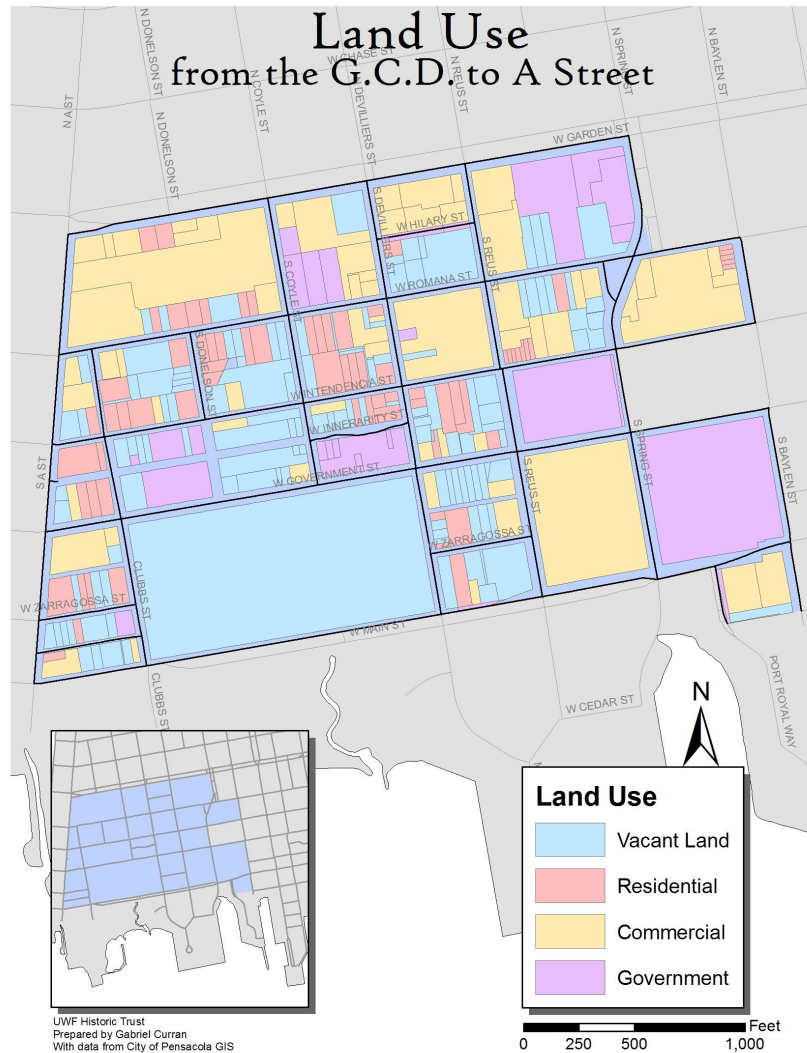 Land Use
from the G.C.D. to A Street
N A ST
N DONELSON ST
N DONELSON ST
N COYLE ST
W CHASE ST
N DEVILLIERS ST
N REUS ST
N SPRING ST
N BAYLEN ST
W GARDEN ST
S DEVILLIERS ST
W HILARY ST
S REUS ST
S COYLE ST
W ROMANA ST
S DONELSON ST
W INTENDENCIA ST
W INNERARITY ST
W GOVERNMENT ST
S A ST
S REUS ST
S SPRING ST
S BAYLEN ST
W ZARRAGOSSA ST
W ZARRAGOSSA ST
CLUBBS ST
W MAIN ST
CLUBBS ST
W CEDAR ST
PORT ROYAL WAY
N
Land Use
Vacant Land
Residential
Commercial
Government
UWF Historic Trust
Prepared by Gabriel Curran
With data from City of Pensacola GIS
Feet
0 250 500 1,000